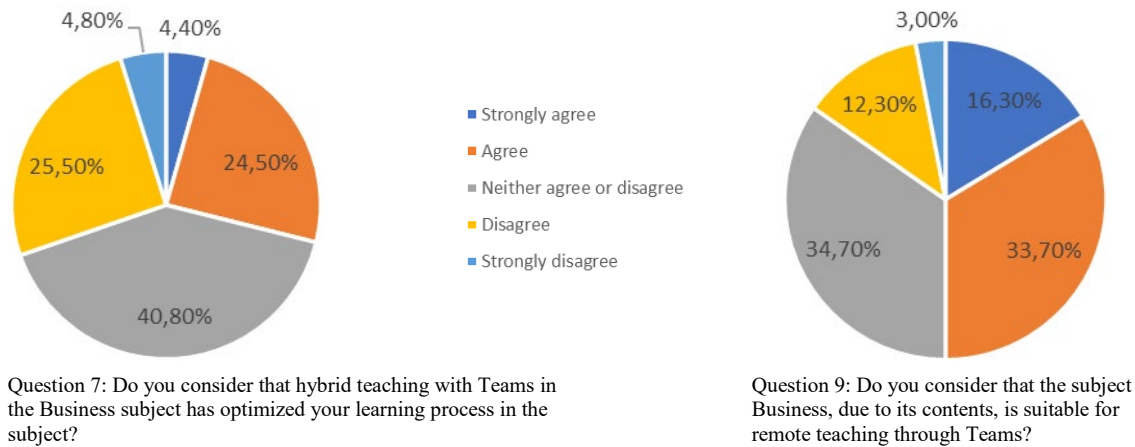 4,80%
4,40%
24,50%
25,50%
40,80%
Strongly agree
Agree
Neither agree or disagree
Disagree
Strongly disagree
3,00%
12,30%
16,30%
34,70%
33,70%
Question 7: Do you consider that hybrid teaching with Teams in
the Business subject has optimized your learning process in the
subject?
Question 9: Do you consider that the subject
Business, due to its contents, is suitable for
remote teaching through Teams?